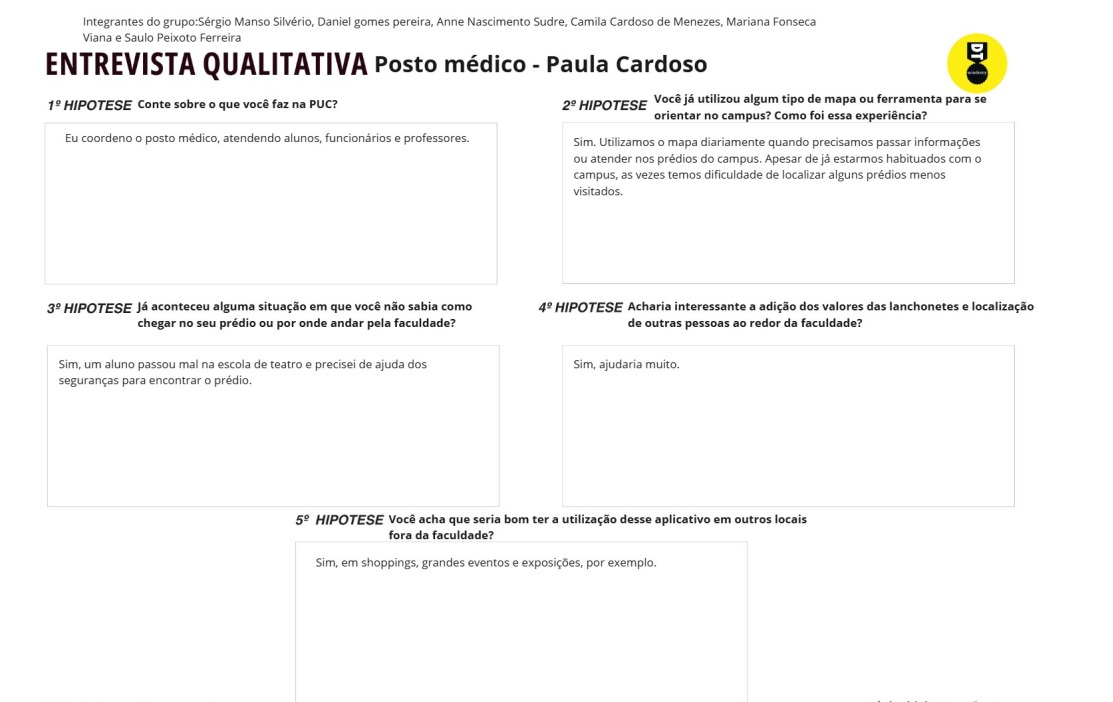 Integrantes do grupo:Sérgio Manso Silvério, Daniel gomes pereira, Anne Nascimento Sudre, Camila Cardoso de Menezes, Mariana Fonseca
Viana e Saulo Peixoto Ferreira
ENTREVISTA QUALITATIVA Posto médico - Paula Cardoso
DT
academy
1º HIPOTESE Conte sobre o que você faz na PUC?
Eu coordeno o posto médico, atendendo alunos, funcionários e professores.
2º HIPOTESE Você já utilizou algum tipo de mapa ou ferramenta para se
orientar no campus? Como foi essa experiência?
Sim. Utilizamos o mapa diariamente quando precisamos passar informações
ou atender nos prédios do campus. Apesar de já estarmos habituados com o
campus, as vezes temos dificuldade de localizar alguns prédios menos
visitados.
3º HIPOTESE Já aconteceu alguma situação em que você não sabia como
chegar no seu prédio ou por onde andar pela faculdade?
Sim, um aluno passou mal na escola de teatro e precisei de ajuda dos
seguranças para encontrar o prédio.
4º HIPOTESE Acharia interessante a adição dos valores das lanchonetes e localização
de outras pessoas ao redor da faculdade?
Sim, ajudaria muito.
5º HIPOTESE Você acha que seria bom ter a utilização desse aplicativo em outros locais
fora da faculdade?
Sim, em shoppings, grandes eventos e exposições, por exemplo.